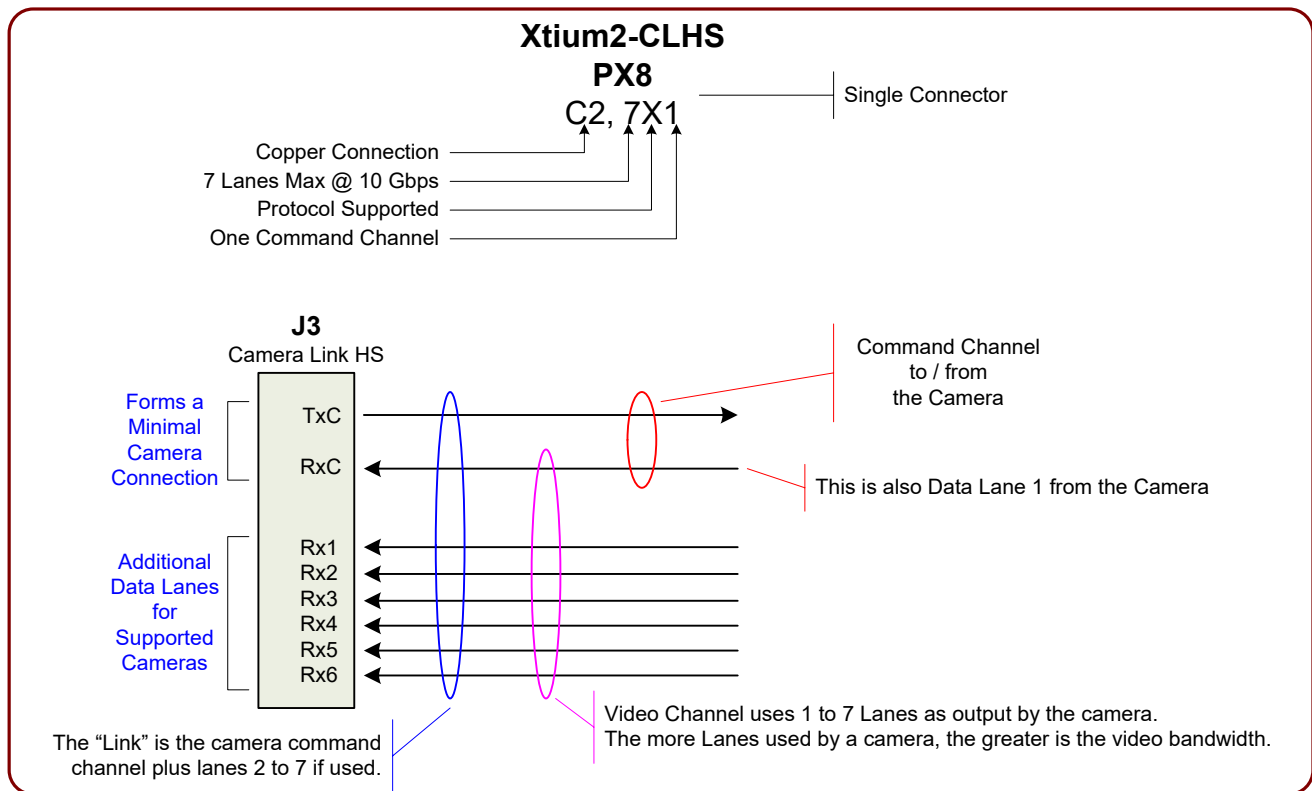 Xtium2-CLHS
PX8
C2, 7X1
Single Connector
Copper Connection
7 Lanes Max @ 10 Gbps
Protocol Supported
One Command Channel
J3
Camera Link HS
Forms a
Minimal
Camera
Connection
TxC
RxC
Command Channel
to / from
the Camera
This is also Data Lane 1 from the Camera
Additional
Data Lanes
for
Supported
Cameras
Rx1
Rx2
Rx3
Rx4
Rx5
Rx6
Video Channel uses 1 to 7 Lanes as output by the camera.
The more Lanes used by a camera, the greater is the video bandwidth.
The “Link” is the camera command
channel plus lanes 2 to 7 if used.